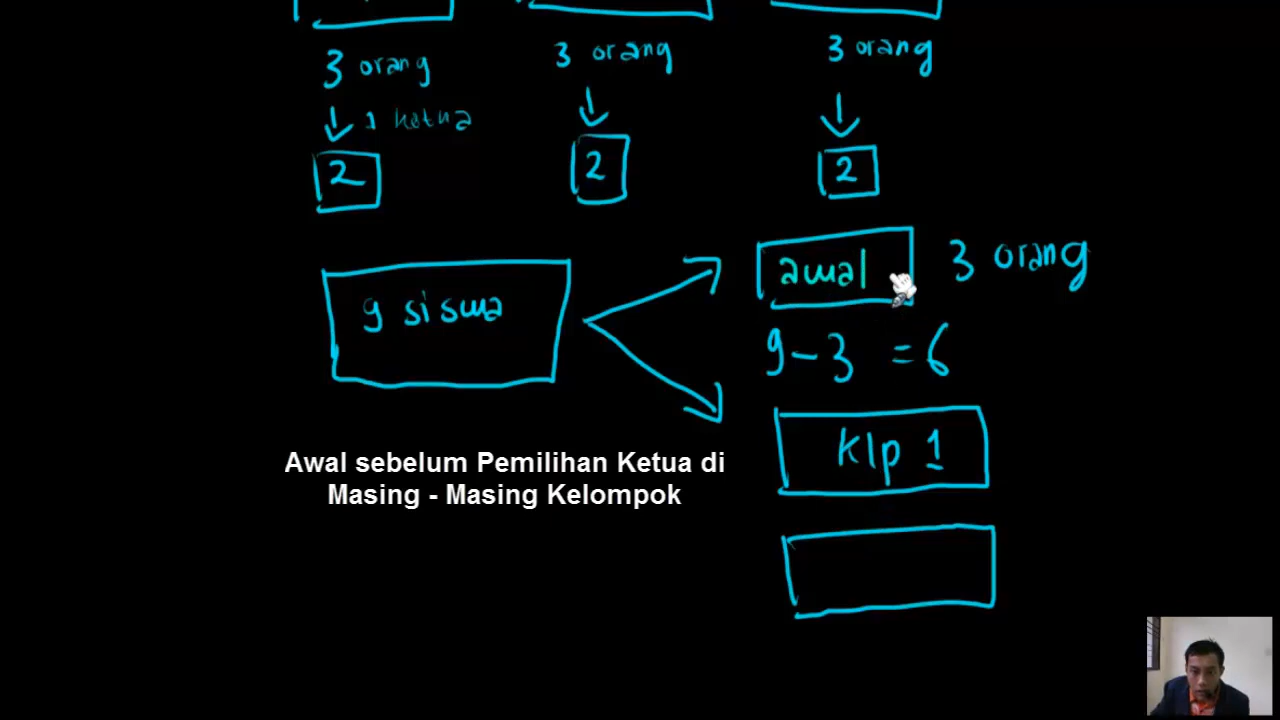 3 orang 3 orang 3 orang
1 ketua
2 2 2
awal 3 orang
9 siswa
9 - 3 = 6
Klp 1
Awal sebelum Pemilihan Ketua di
Masing - Masing Kelompok